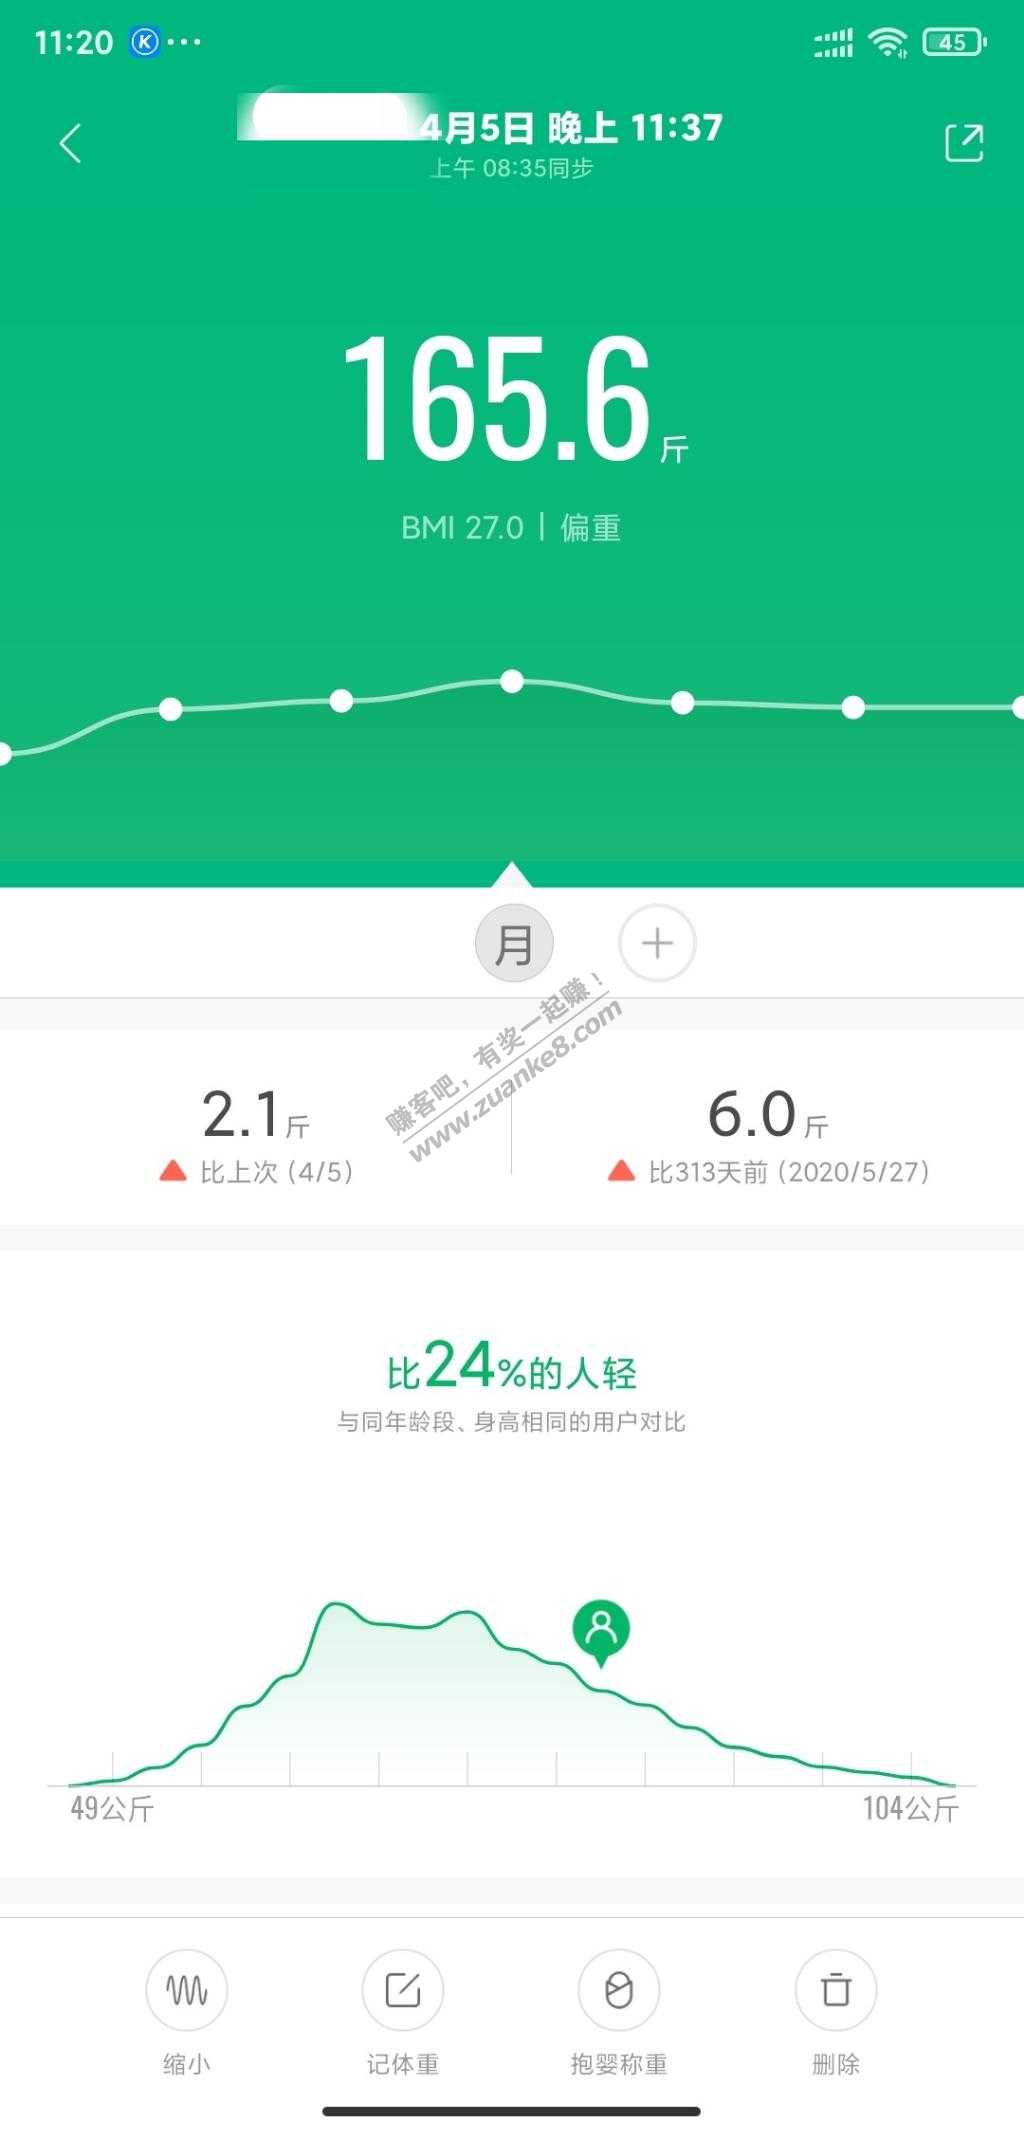 11:20 K ... 45
4月5日 晚上 11:37
上午 08:35同步
165.6斤
BMI 27.0 | 偏重
月
赚客吧，有奖一起赚！
www.zuanke8.com
2.1斤 6.0斤
比上次 (4/5) 比313天前 (2020/5/27)
比24%的人轻
与同年龄段、身高相同的用户对比
49公斤 104公斤
缩小 记体重 抱婴称重 删除